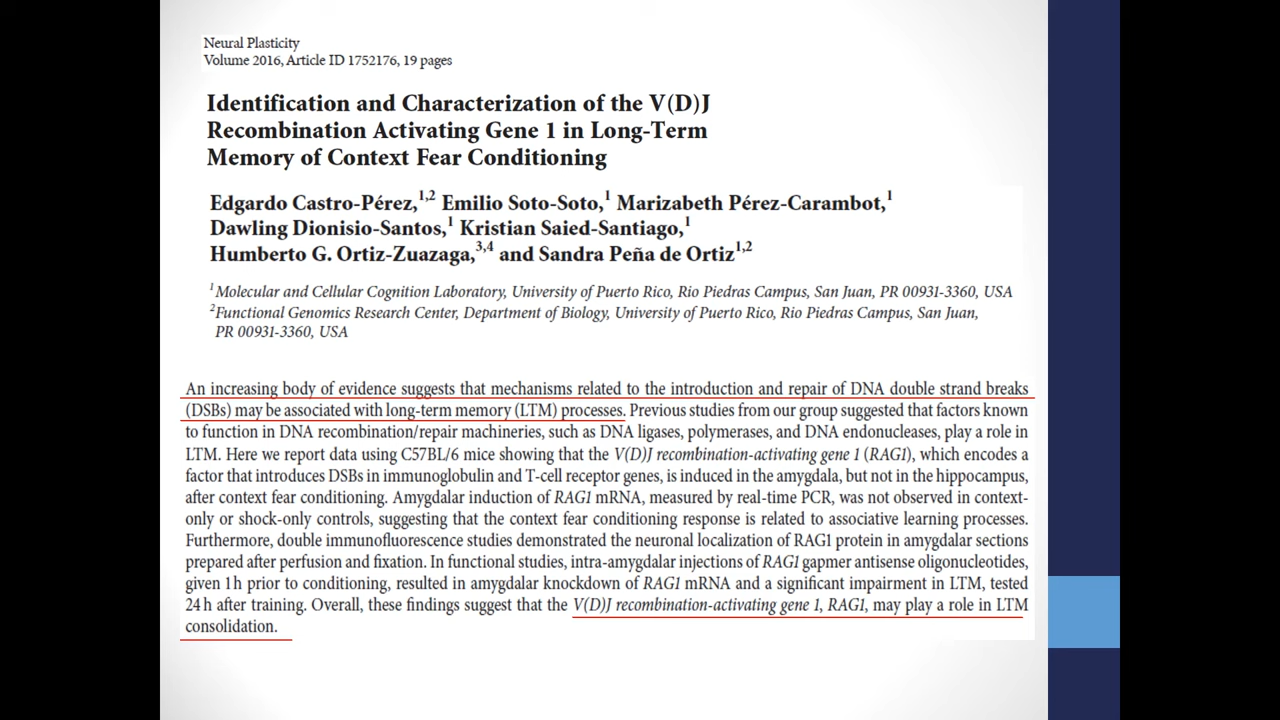 Neural Plasticity
Volume 2016, Article ID 1752176, 19 pages
Identification and Characterization of the V(D)J
Recombination Activating Gene 1 in Long-Term
Memory of Context Fear Conditioning
Edgardo Castro-Pérez,1,2 Emilio Soto-Soto,1 Marizabeth Pérez-Carambot,1
Dawling Dionisio-Santos,1 Kristian Saied-Santiago,1
Humberto G. Ortiz-Zuazaga,3,4 and Sandra Peña de Ortiz1,2
1Molecular and Cellular Cognition Laboratory, University of Puerto Rico, Rio Piedras Campus, San Juan, PR 00931-3360, USA
2Functional Genomics Research Center, Department of Biology, University of Puerto Rico, Rio Piedras Campus, San Juan,
PR 00931-3360, USA
An increasing body of evidence suggests that mechanisms related to the introduction and repair of DNA double strand breaks
(DSBs) may be associated with long-term memory (LTM) processes. Previous studies from our group suggested that factors known
to function in DNA recombination/repair machineries, such as DNA ligases, polymerases, and DNA endonucleases, play a role in
LTM. Here we report data using C57BL/6 mice showing that the V(D)J recombination-activating gene 1 (RAG1), which encodes a
factor that introduces DSBs in immunoglobulin and T-cell receptor genes, is induced in the amygdala, but not in the hippocampus,
after context fear conditioning. Amygdalar induction of RAG1 mRNA, measured by real-time PCR, was not observed in context-
only or shock-only controls, suggesting that the context fear conditioning response is related to associative learning processes.
Furthermore, double immunofluorescence studies demonstrated the neuronal localization of RAG1 protein in amygdalar sections
prepared after perfusion and fixation. In functional studies, intra-amygdalar injections of RAG1 gapmer antisense oligonucleotides,
given 1 h prior to conditioning, resulted in amygdalar knockdown of RAG1 mRNA and a significant impairment in LTM, tested
24 h after training. Overall, these findings suggest that the V(D)J recombination-activating gene 1, RAG1, may play a role in LTM
consolidation.